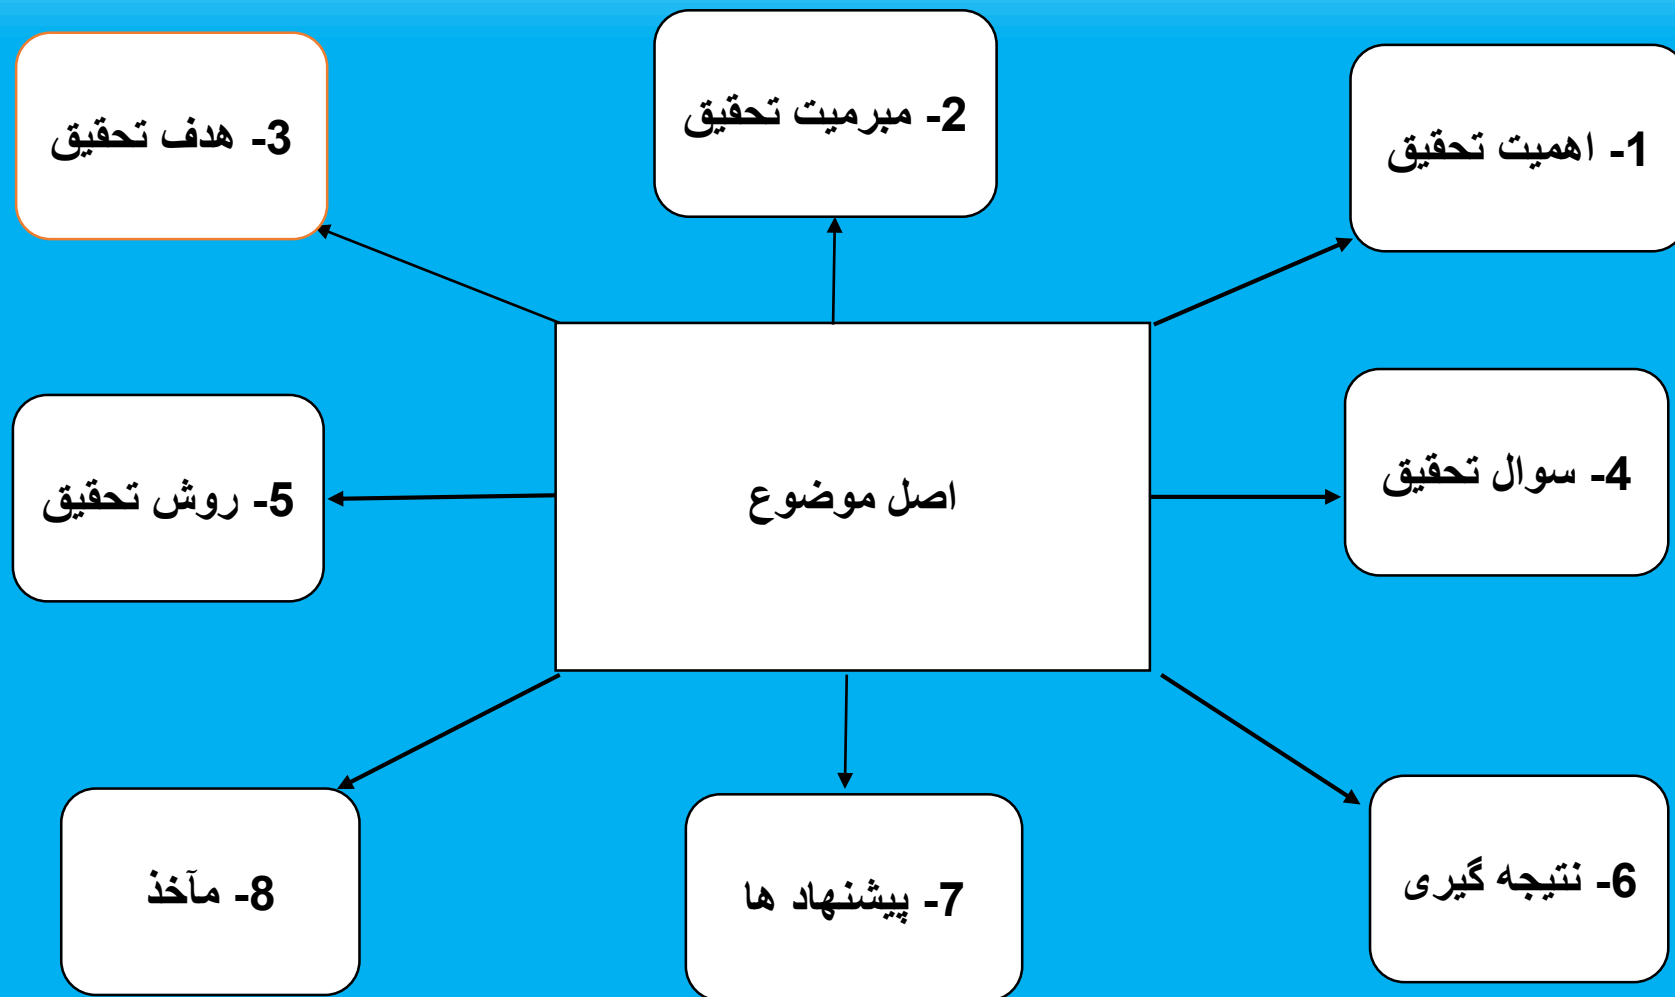 1- اهمیت تحقیق
2- مبرمیت تحقیق
3- هدف تحقیق
4- سوال تحقیق
اصل موضوع
5- روش تحقیق
6- نتیجه گیری
7- پیشنهاد ها
8- مآخذ